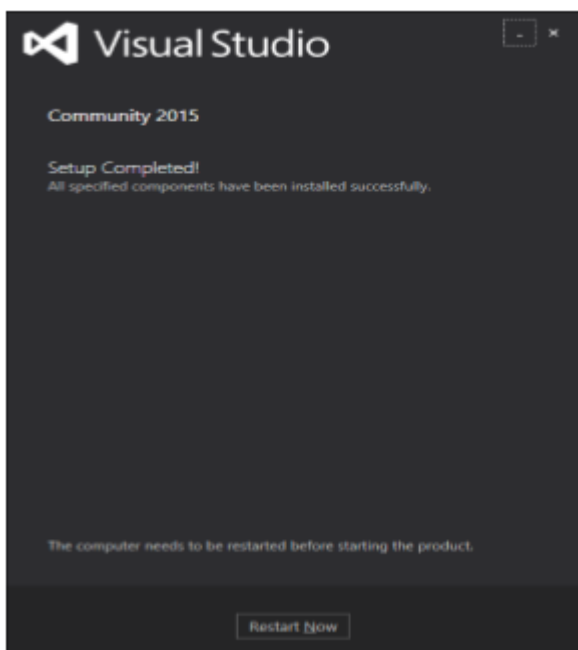 Visual Studio
Community 2015
Setup Completed!
All specified components have been installed successfully.
The computer needs to be restarted before starting the product.
Restart Now